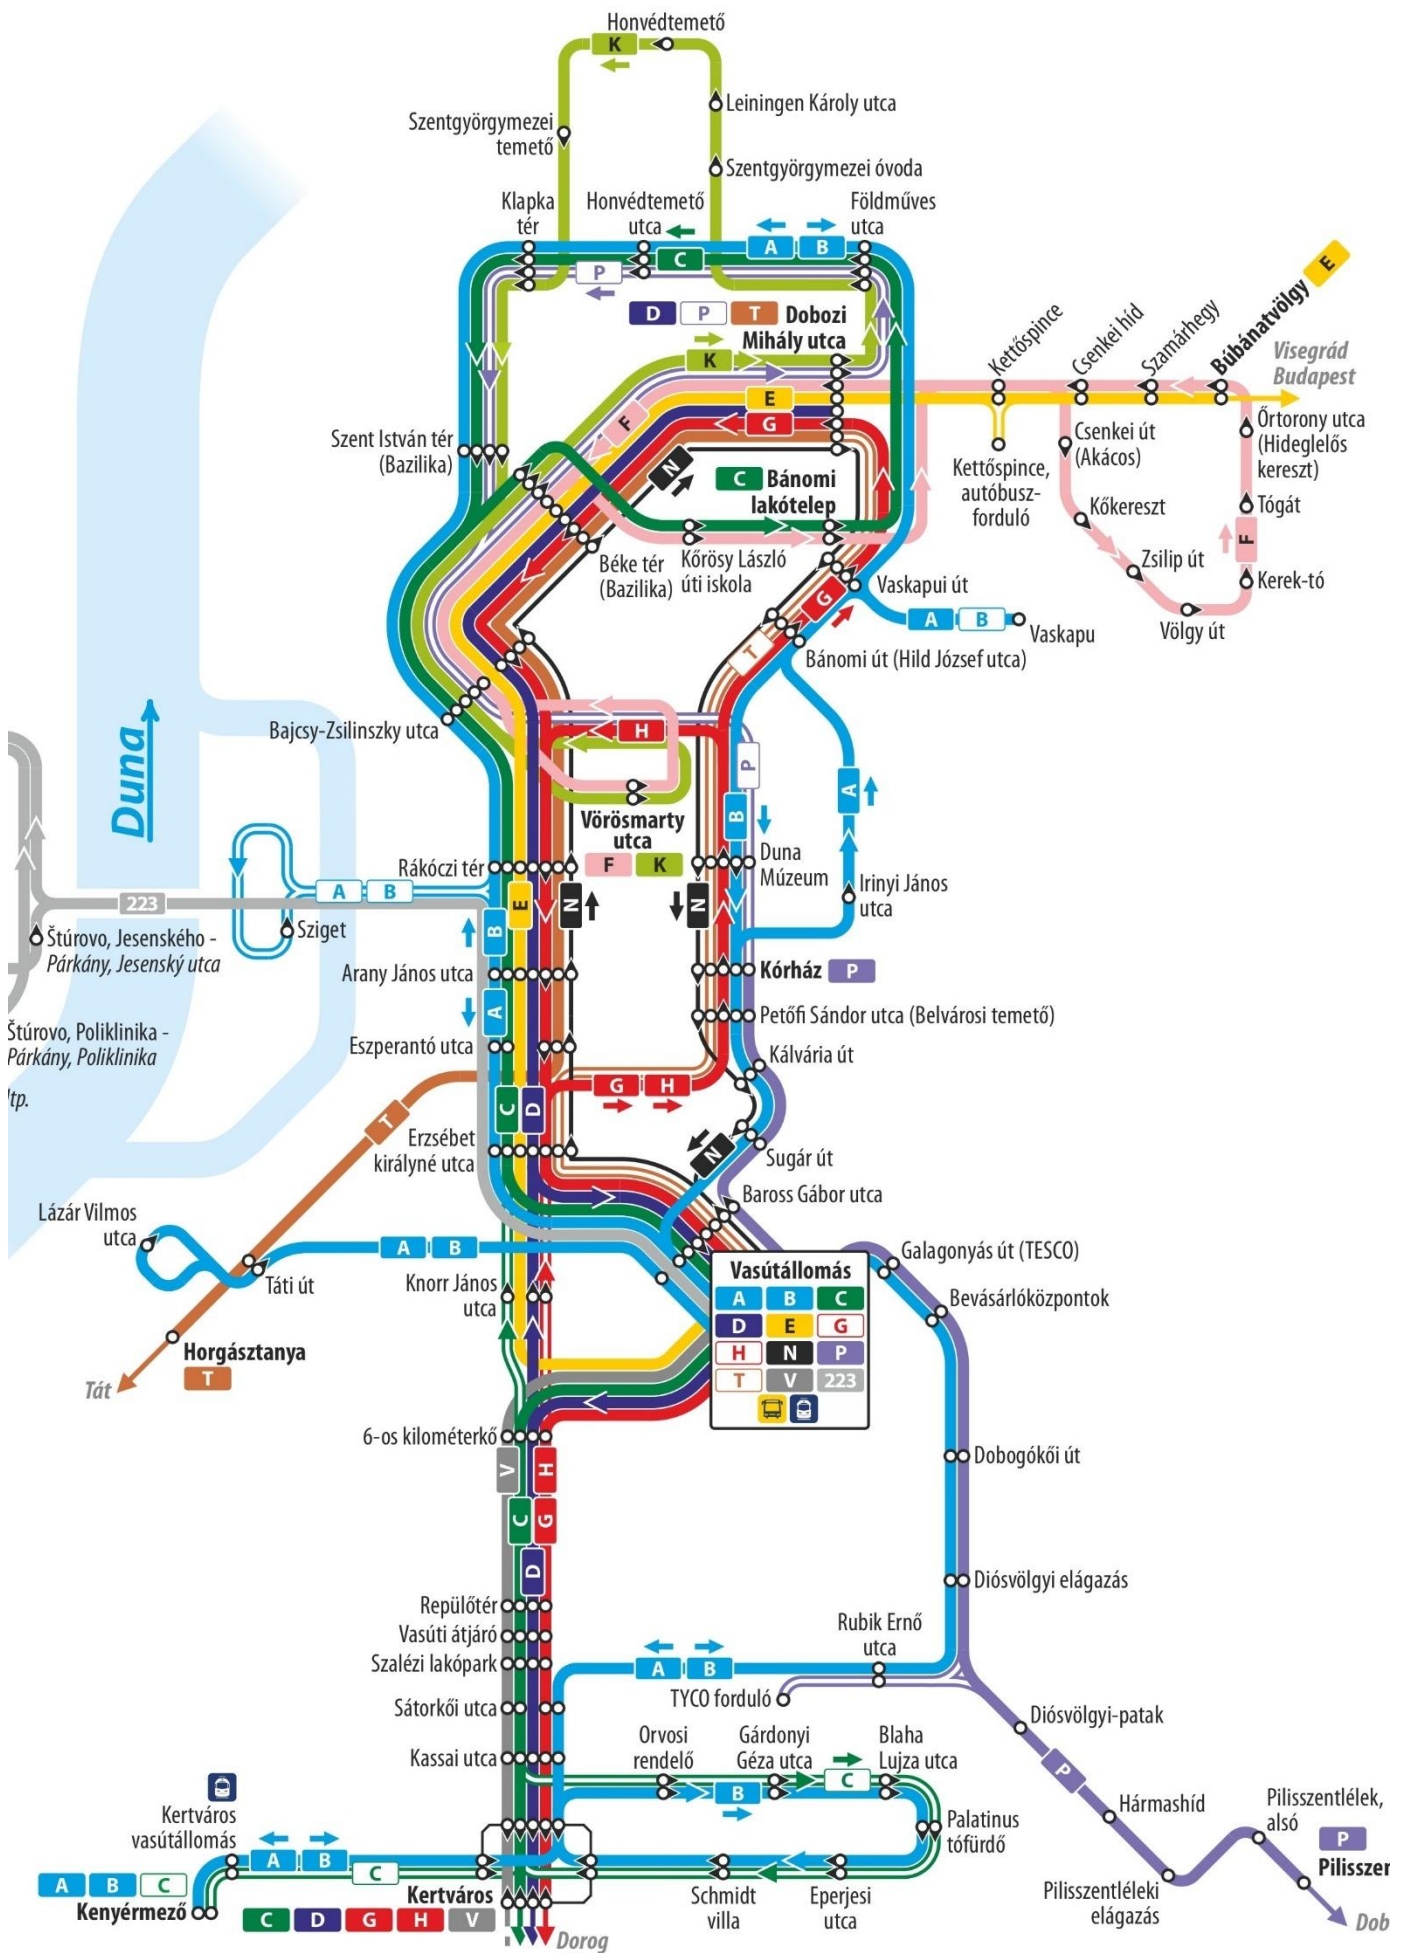 Honvédtemető
K
Leiningen Károly utca
Szentgyörgymezei
temető
Szentgyörgymezei óvoda
Klapka
tér
Honvédtemető
utca
Földműves
utca
A B
C
P
D P T Dobozi
Mihály utca
K
E
F
G
N
Kettőspince
Csenkei híd
Szamárhegy
Búbánatvölgy E
Visegrád
Budapest
Őrtorony utca
(Hideglelős
kereszt)
Csenkei út
(Akácos)
Kettőspince,
autóbusz-
forduló
Tógát
Kőkereszt
F
Zsilip út
Kerek-tó
Völgy út
Szent István tér
(Bazilika)
C Bánomi
lakótelep
Béke tér
(Bazilika)
Kőrösy László
úti iskola
Vaskapui út
G
A B
Vaskapu
T
Bánomi út (Hild József utca)
Bajcsy-Zsilinszky utca
H
P
Duna
B
A
Vörösmarty
utca
F K
Rákóczi tér
Duna
Múzeum
A B
E
N
N
Irinyi János
utca
223
Sziget
B
Štúrovo, Jesenského -
Párkány, Jesenský utca
Arany János utca
Kórház P
A
Štúrovo, Poliklinika -
Párkány, Poliklinika
Petőfi Sándor utca (Belvárosi temető)
Eszperantó utca
Kálvária út
ltp.
G H
C D
T
Erzsébet
királyné utca
N
Sugár út
Baross Gábor utca
Lázár Vilmos
utca
A B
Táti út
Galagonyás út (TESCO)
Vasútállomás
A B C
D E G
H N P
T V 223
Knorr János
utca
Bevásárlóközpontok
Horgásztanya
T
Tát
6-os kilométerkő
V H
C G
D
Dobogókői út
Diósvölgyi elágazás
Repülőtér
Vasúti átjáró
Szalézi lakópark
Rubik Ernő
utca
A B
TYCO forduló
Sátorkői utca
Diósvölgyi-patak
Kassai utca
Orvosi
rendelő
Gárdonyi
Géza utca
Blaha
Lujza utca
C
B
P
Kertváros
vasútállomás
Palatinus
tófürdő
Hármashíd
Pilisszentlélek,
alsó
P
Pilisszer
A B
C
A B C
Kenyérmező
Kertváros
C D G H V
Schmidt
villa
Eperjesi
utca
Pilisszentléleki
elágazás
Dorog
Dob